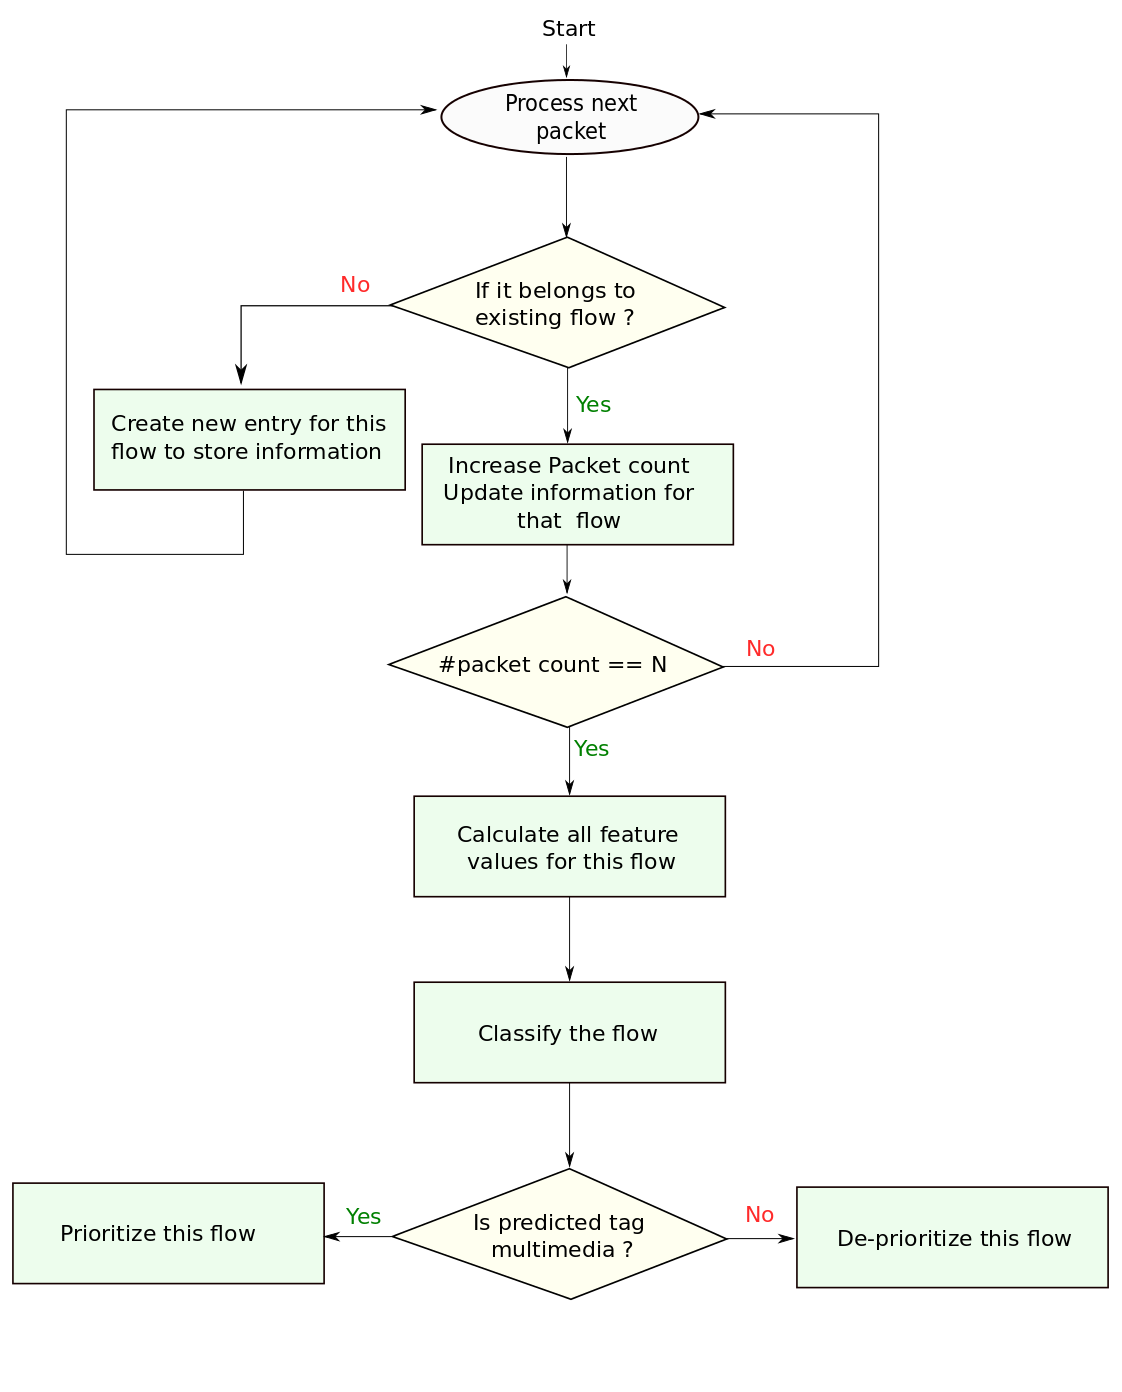 Start
Process next
packet
If it belongs to
existing flow ?
No
Yes
Create new entry for this
flow to store information
Increase Packet count
Update information for
that  flow
#packet count == N
No
Yes
Calculate all feature
values for this flow
Classify the flow
Is predicted tag
multimedia ?
Yes
No
Prioritize this flow
De-prioritize this flow